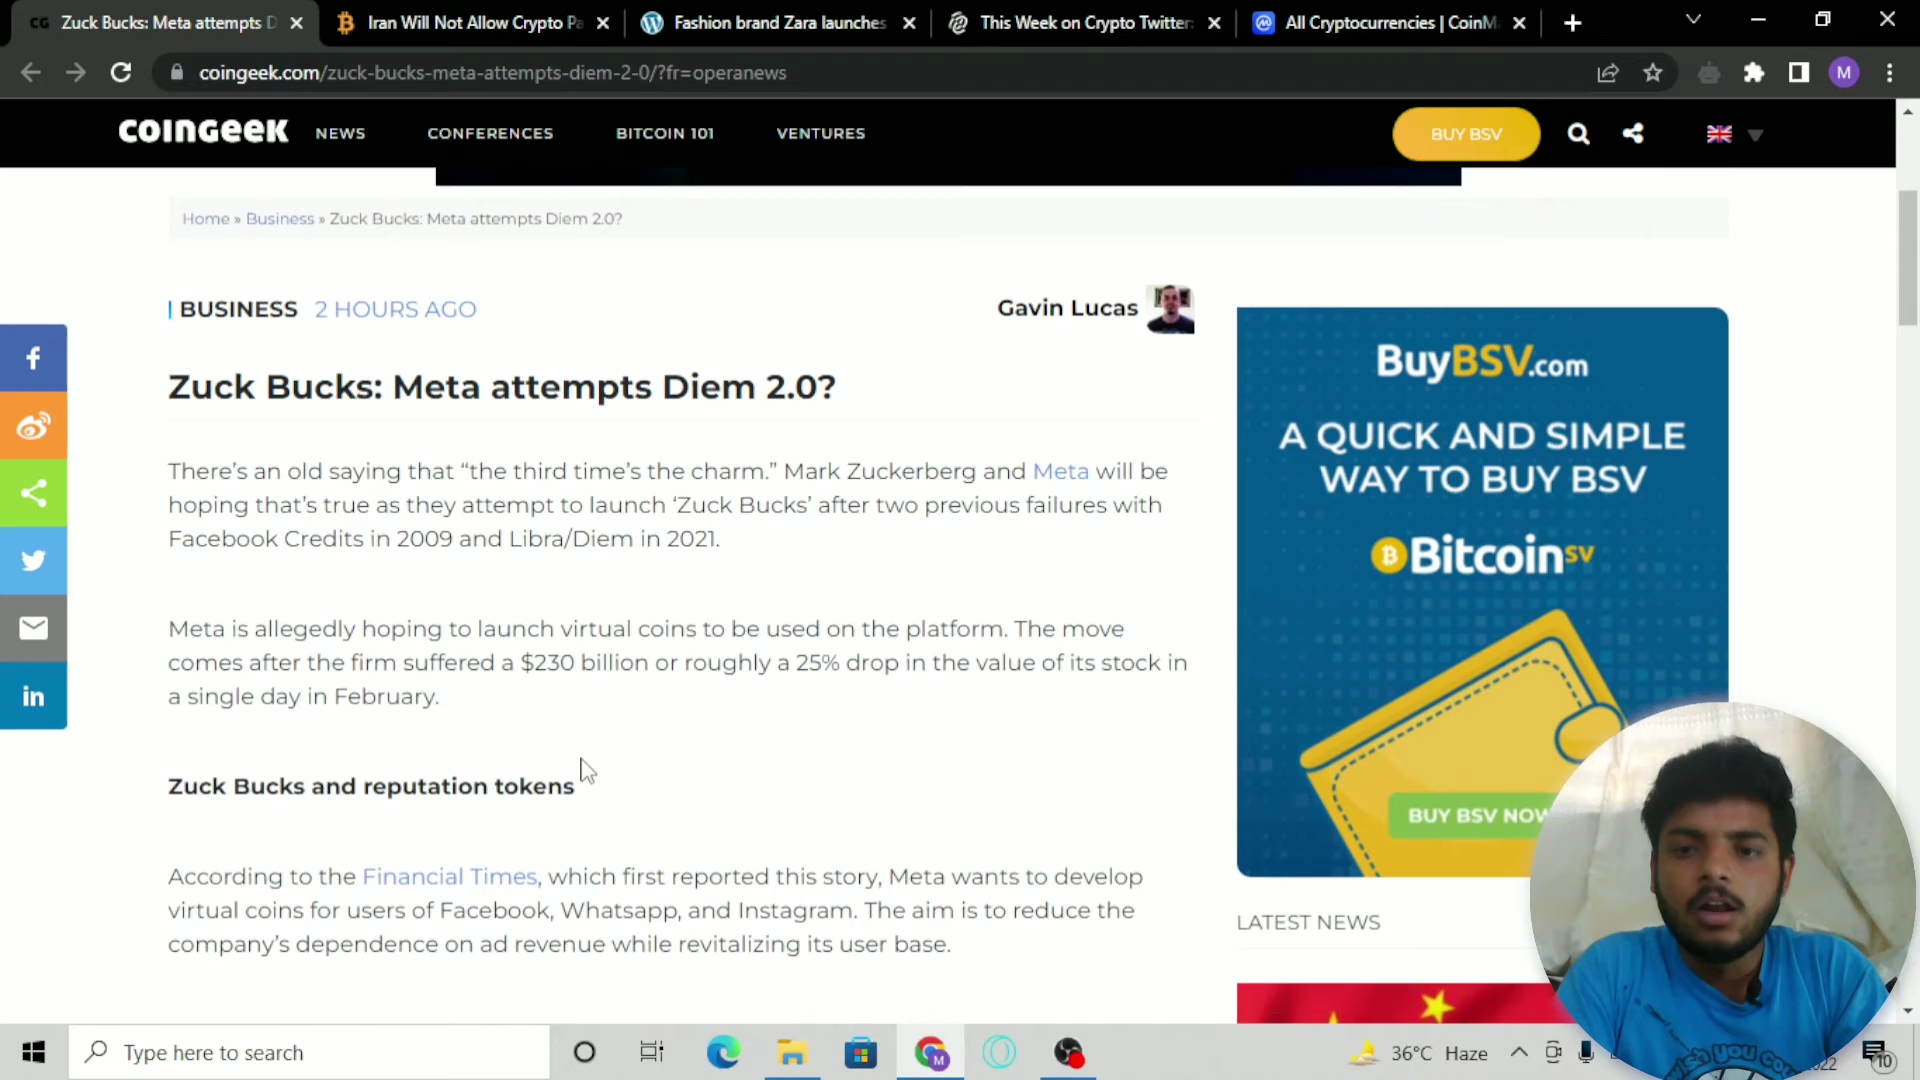 CG Zuck Bucks: Meta attempts D
Iran Will Not Allow Crypto Pa
Fashion brand Zara launches
This Week on Crypto Twitter:
All Cryptocurrencies | CoinM
coingeek.com/zuck-bucks-meta-attempts-diem-2-0/?fr=operanews
M
coingeek
NEWS
CONFERENCES
BITCOIN 101
VENTURES
BUY BSV
Home » Business » Zuck Bucks: Meta attempts Diem 2.0?
BUSINESS 2 HOURS AGO
Gavin Lucas
Zuck Bucks: Meta attempts Diem 2.0?
There's an old saying that “the third time's the charm.” Mark Zuckerberg and Meta will be
hoping that's true as they attempt to launch ‘Zuck Bucks’ after two previous failures with
Facebook Credits in 2009 and Libra/Diem in 2021.
Meta is allegedly hoping to launch virtual coins to be used on the platform. The move
comes after the firm suffered a $230 billion or roughly a 25% drop in the value of its stock in
a single day in February.
Zuck Bucks and reputation tokens
According to the Financial Times, which first reported this story, Meta wants to develop
virtual coins for users of Facebook, Whatsapp, and Instagram. The aim is to reduce the
company's dependence on ad revenue while revitalizing its user base.
BuyBSV.com
A QUICK AND SIMPLE
WAY TO BUY BSV
BitcoinSV
BUY BSV NOW
LATEST NEWS
f
in
Type here to search
M
36°C Haze
10